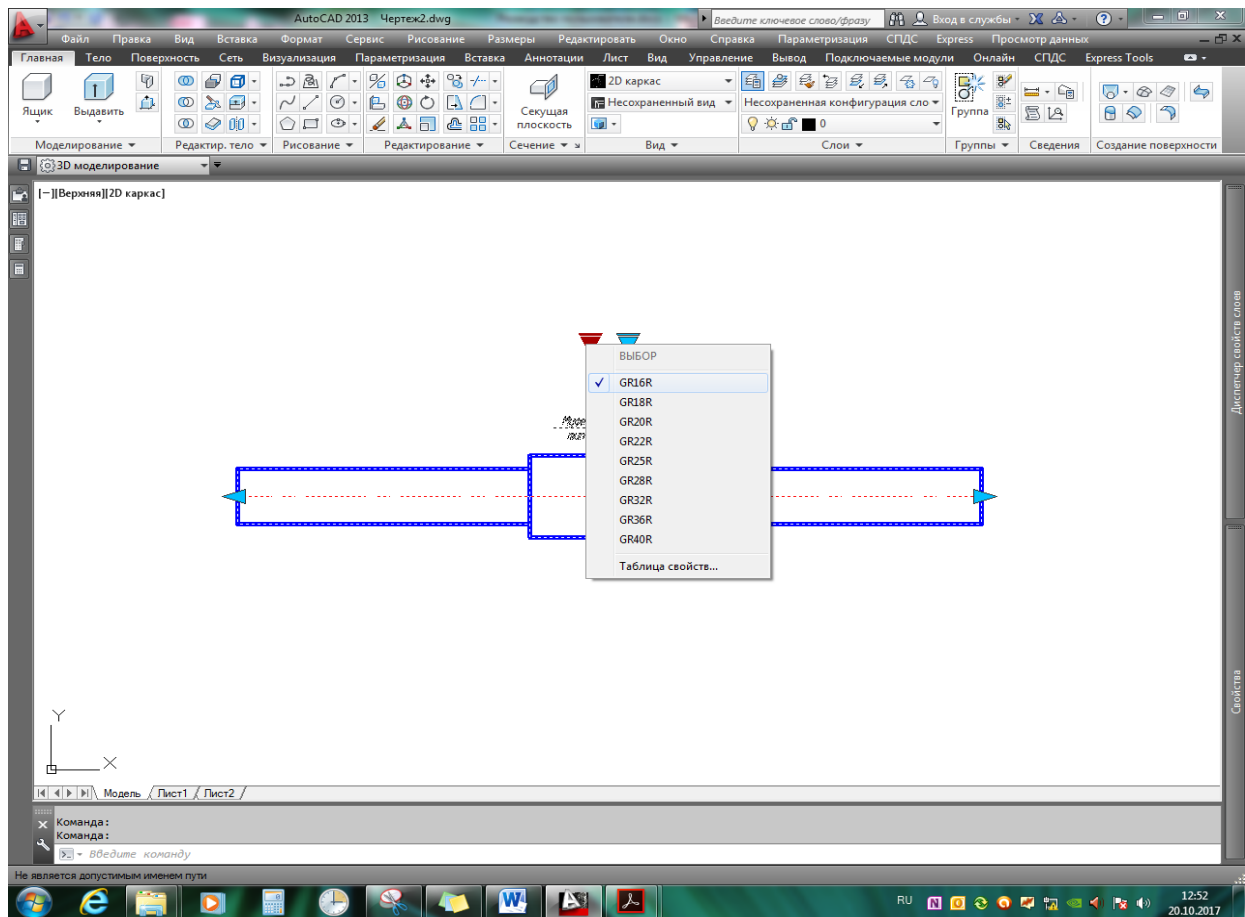 AutoCAD 2013 Чертеж2.dwg
Введите ключевое слово/фразу
Вход в службы
Файл Правка Вид Вставка Формат Сервис Рисование Размеры Редактировать Окно Справка Параметризация СПДС Express Просмотр данных
Главная Тело Поверхность Сеть Визуализация Параметризация Вставка Аннотации Лист Вид Управление Вывод Подключаемые модули Онлайн СПДС Express Tools
Ящик
Выдавить
Секущая
плоскость
2D каркас
Несохраненный вид
Несохраненная конфигурация сло
0
Группа
Моделирование Редактир. тело Рисование Редактирование Сечение Вид Слои Группы Сведения Создание поверхности
3D моделирование
[–][Верхняя][2D каркас]
ВЫБОР
GR16R
GR18R
GR20R
GR22R
GR25R
GR28R
GR32R
GR36R
GR40R
Таблица свойств...
Диспетчер свойств слоев
Свойства
Y
X
Модель Лист1 Лист2
Команда:
Команда:
Введите команду
Не является допустимым именем пути
RU
12:52
20.10.2017